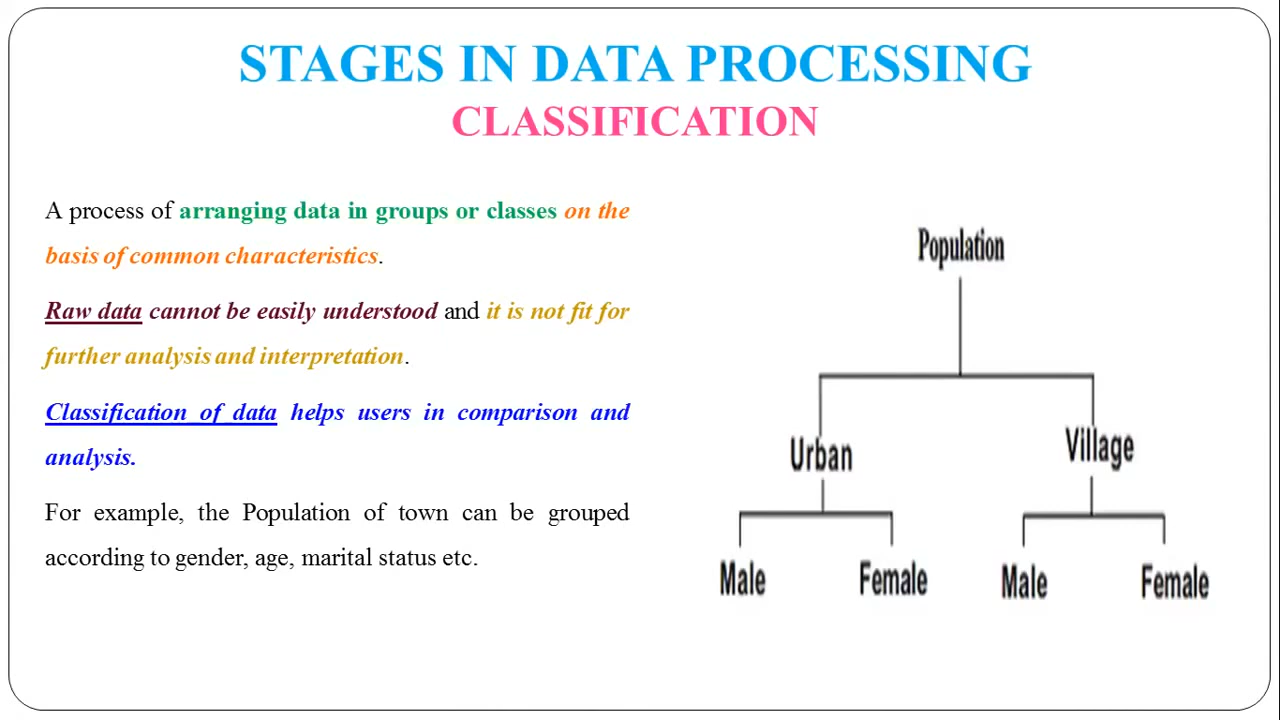 STAGES IN DATA PROCESSING
CLASSIFICATION
A process of arranging data in groups or classes on the
basis of common characteristics.
Raw data cannot be easily understood and it is not fit for
further analysis and interpretation.
Classification of data helps users in comparison and
analysis.
For example, the Population of town can be grouped
according to gender, age, marital status etc.
Population
Urban
Village
Male
Female
Male
Female